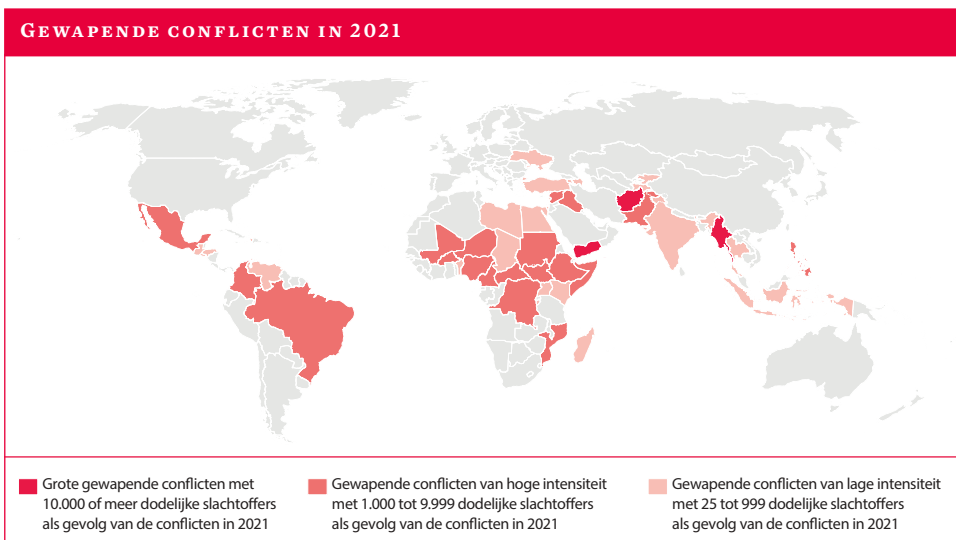 GEWAPENDE CONFLICTEN IN 2021
Grote gewapende conflicten met
10.000 of meer dodelijke slachtoffers
als gevolg van de conflicten in 2021
Gewapende conflicten van hoge intensiteit
met 1.000 tot 9.999 dodelijke slachtoffers
als gevolg van de conflicten in 2021
Gewapende conflicten van lage intensiteit
met 25 tot 999 dodelijke slachtoffers
als gevolg van de conflicten in 2021